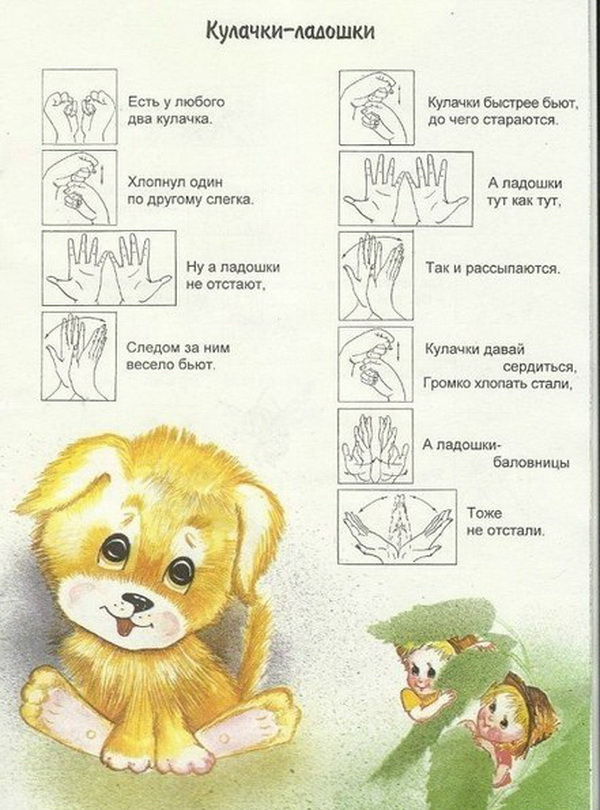 Кулачки-ладошки
Есть у любого
два кулачка.
Хлопнул один
по другому слегка.
Ну а ладошки
не отстают,
Следом за ним
весело бьют.
Кулачки быстрее бьют,
до чего стараются.
А ладошки
тут как тут,
Так и рассыпаются.
Кулачки давай
сердиться,
Громко хлопать стали,
А ладошки-
баловницы
Тоже
не отстали.